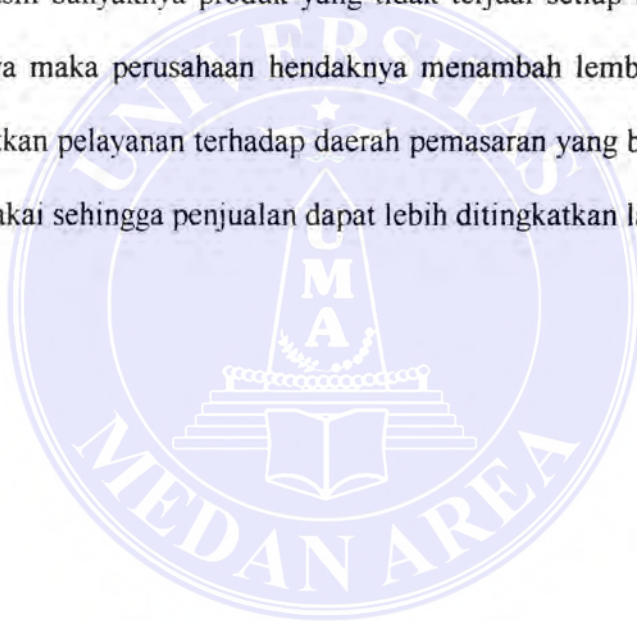 banyaknya produk yang tidak terjual setiap
maka perusahaan hendaknya menambah
pelayanan terhadap daerah pemasaran yang
sehingga penjualan dapat lebih ditingkatkan
UNIVERSITAS
UMA
MEDAN AREA